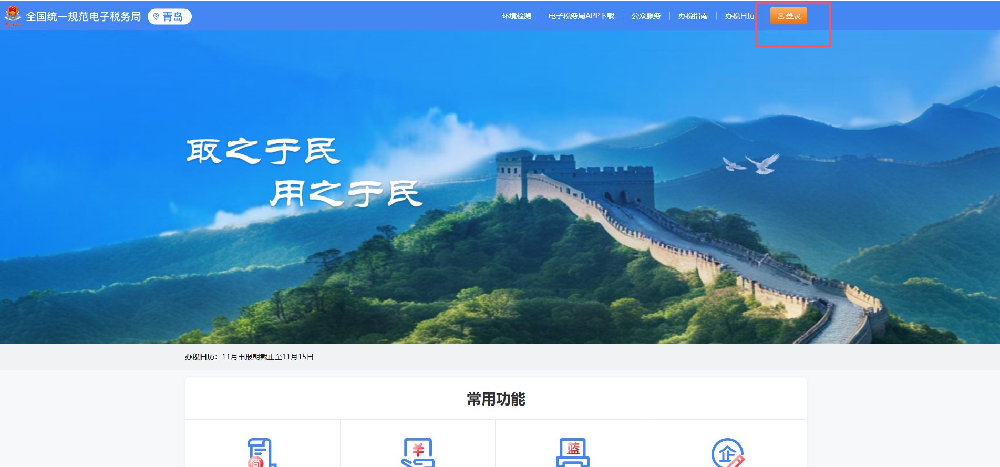 全国统一规范电子税务局
青岛
环境检测
电子税务局APP下载
公众服务
办税指南
办税日历
登录
取之于民
用之于民
办税日历：11月申报期截止至11月15日
常用功能
简
¥
蓝
企